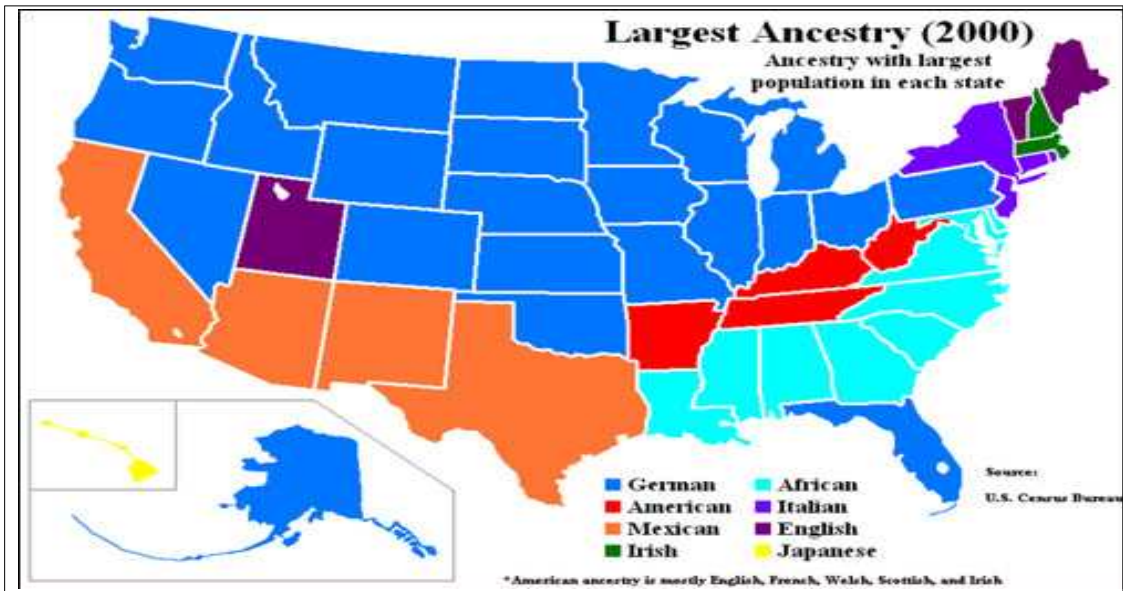 Largest Ancestry (2000)
Ancestry with largest
population in each state
German
American
Mexican
Irish
African
Italian
English
Japanese
Source:
U.S. Census Bureau
*American ancestry is mostly English, French, Welsh, Scottish, and Irish